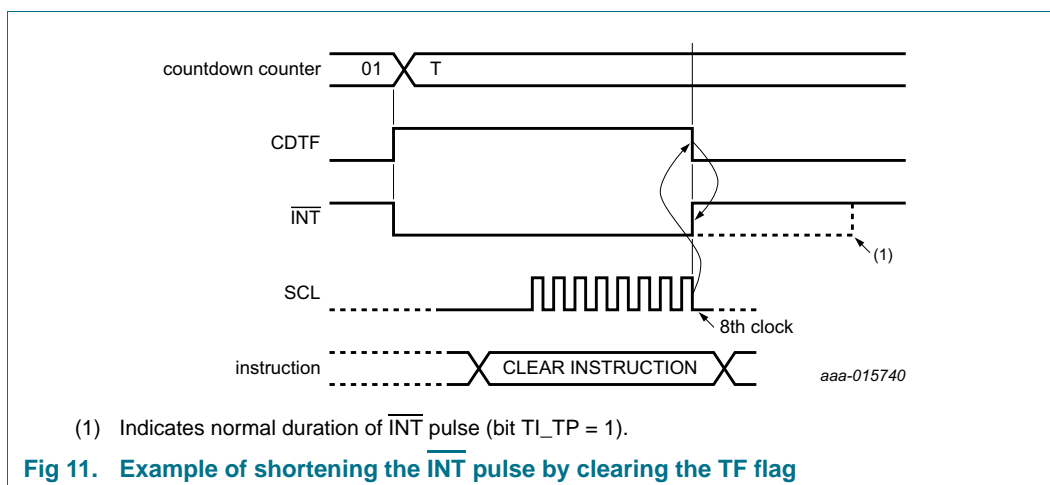 countdown counter 01 T
CDTF
INT
(1)
SCL
8th clock
instruction CLEAR INSTRUCTION
aaa-015740
(1) Indicates normal duration of INT pulse (bit TI_TP = 1).
Fig 11. Example of shortening the INT pulse by clearing the TF flag